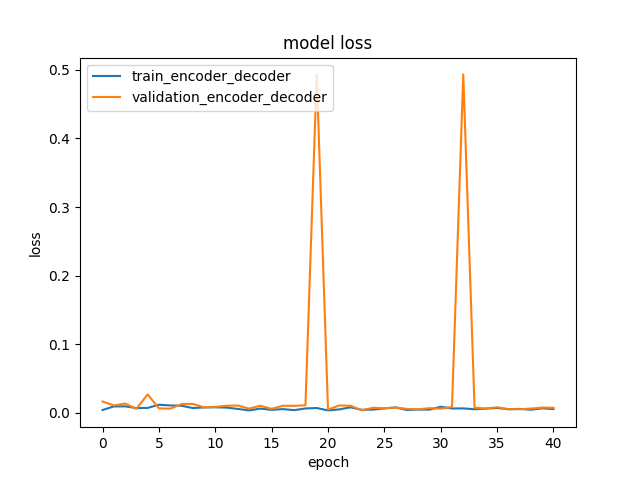 model loss
train_encoder_decoder
validation_encoder_decoder
loss
0.5
0.4
0.3
0.2
0.1
0.0
0 5 10 15 20 25 30 35 40
epoch